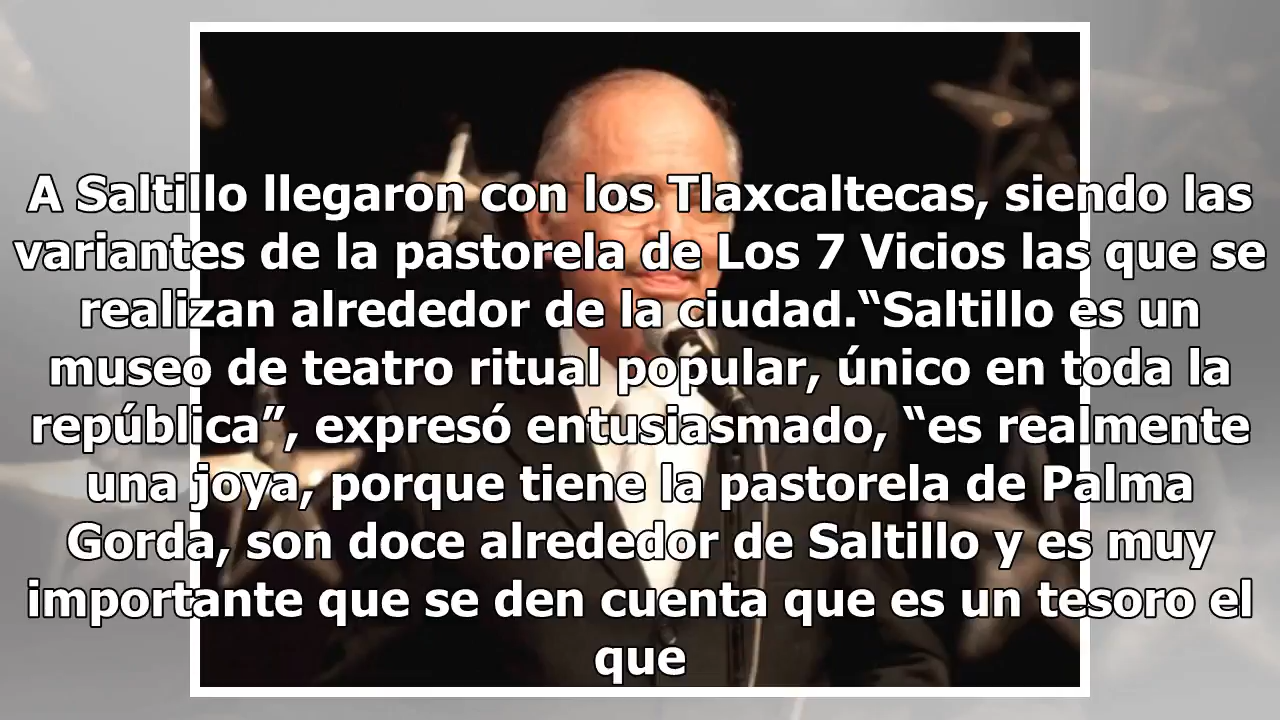 A Saltillo llegaron con los Tlaxcaltecas, siendo las
variantes de la pastorela de Los 7 Vicios las que se
realizan alrededor de la ciudad.“Saltillo es un
museo de teatro ritual popular, único en toda la
república”, expresó entusiasmado, “es realmente
una joya, porque tiene la pastorela de Palma
Gorda, son doce alrededor de Saltillo y es muy
importante que se den cuenta que es un tesoro el
que